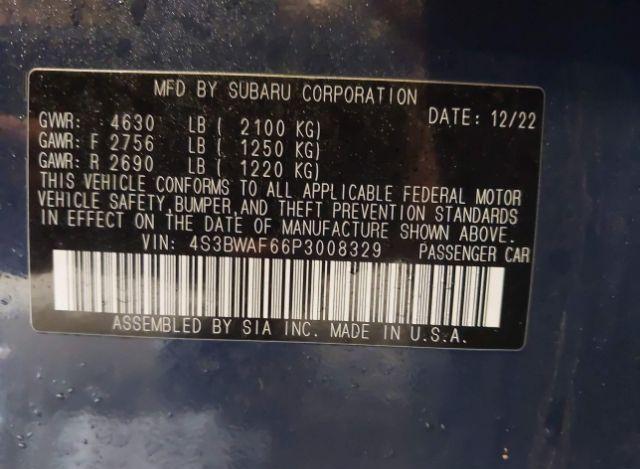 MFD BY SUBARU CORPORATION
DATE: 12/22
GVWR: 4630 LB ( 2100 KG)
GAWR: F 2756 LB ( 1250 KG)
GAWR: R 2690 LB ( 1220 KG)
THIS VEHICLE CONFORMS TO ALL APPLICABLE FEDERAL MOTOR
VEHICLE SAFETY, BUMPER, AND THEFT PREVENTION STANDARDS
IN EFFECT ON THE DATE OF MANUFACTURE SHOWN ABOVE.
VIN: 4S3BWAF66P3008329 PASSENGER CAR
ASSEMBLED BY SIA INC. MADE IN U.S.A.